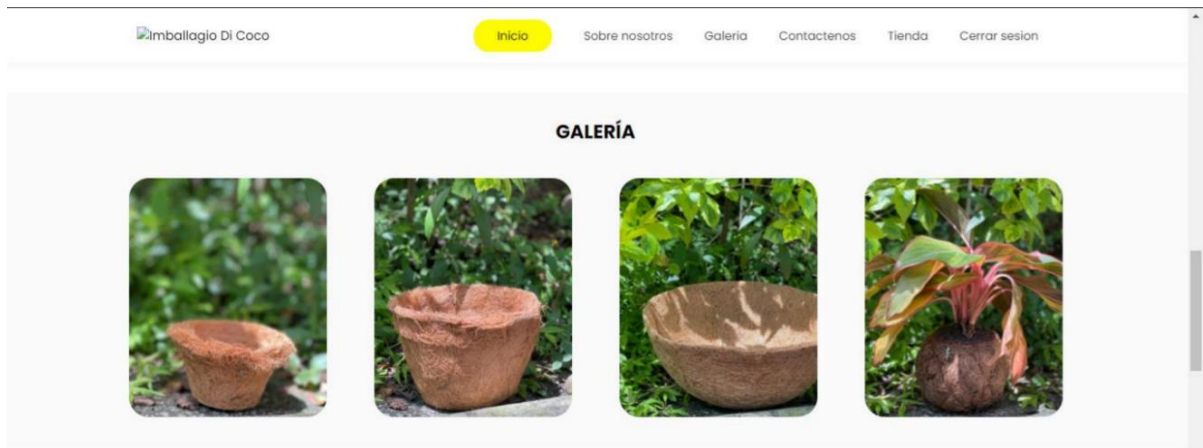 Imballagio Di Coco
Inicio
Sobre nosotros
Galeria
Contactenos
Tienda
Cerrar sesion
GALERÍA